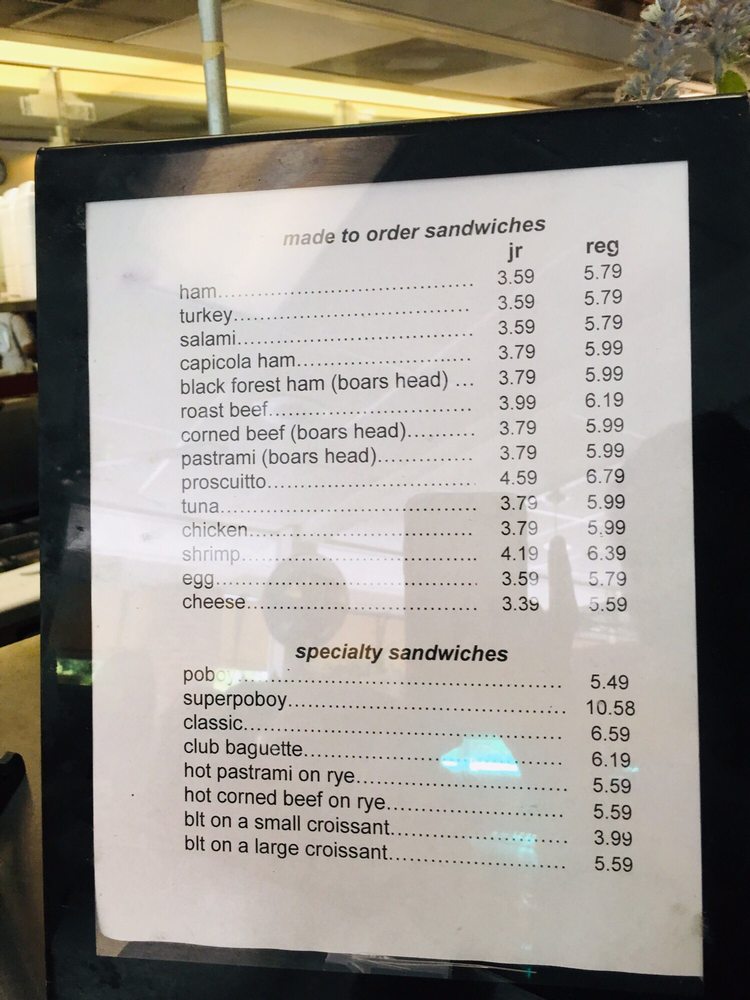 made to order sandwiches
jr reg
ham........................................ 3.59 5.79
turkey..................................... 3.59 5.79
salami..................................... 3.59 5.79
capicola ham............................ 3.79 5.99
black forest ham (boars head) ... 3.79 5.99
roast beef................................ 3.99 6.19
corned beef (boars head).......... 3.79 5.99
pastrami (boars head)............... 3.79 5.99
proscuitto................................. 4.59 6.79
tuna......................................... 3.79 5.99
chicken.................................... 3.79 5.99
shrimp..................................... 4.19 6.39
egg.......................................... 3.59 5.79
cheese..................................... 3.39 5.59
specialty sandwiches
poboy...................................................... 5.49
superpoboy............................................. 10.58
classic.................................................... 6.59
club baguette.......................................... 6.19
hot pastrami on rye................................. 5.59
hot corned beef on rye............................ 5.59
blt on a small croissant........................... 3.99
blt on a large croissant........................... 5.59